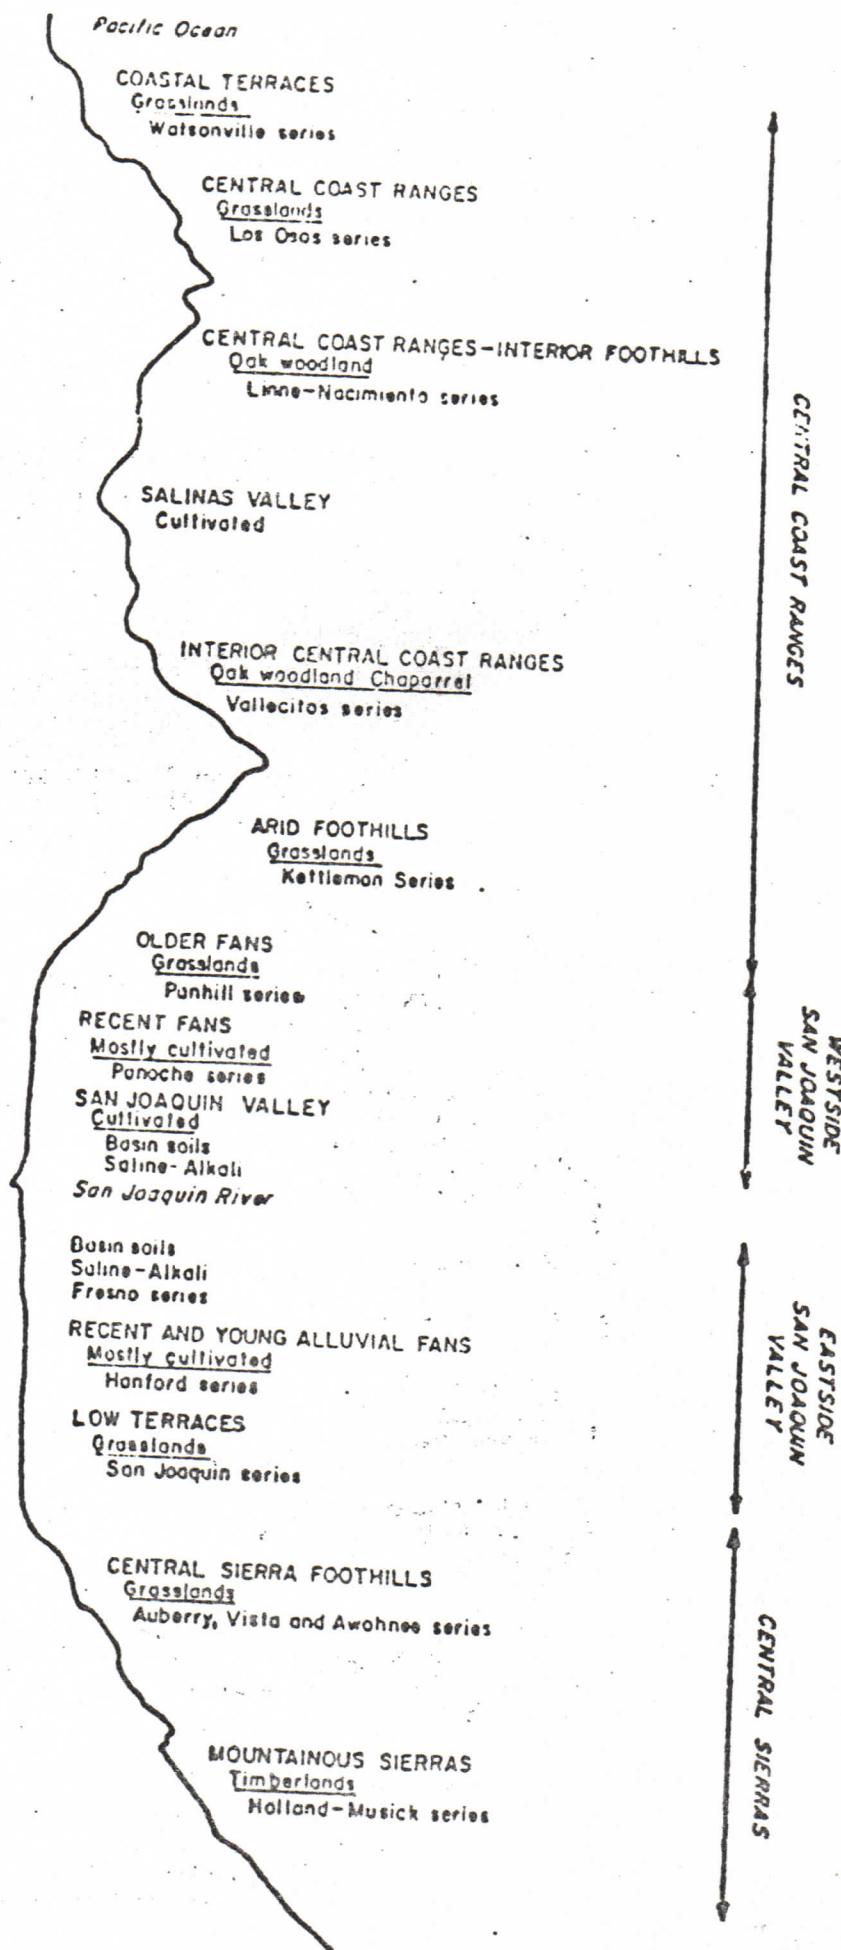 Pacific Ocean
COASTAL TERRACES
Grasslands
Watsonville series
CENTRAL COAST RANGES
Grasslands
Los Osos series
CENTRAL COAST RANGES-INTERIOR FOOTHILLS
Oak woodland
Linne-Nacimiento series
SALINAS VALLEY
Cultivated
INTERIOR CENTRAL COAST RANGES
Oak woodland Chaparral
Vallecitos series
ARID FOOTHILLS
Grasslands
Kettleman Series
OLDER FANS
Grasslands
Panhill series
RECENT FANS
Mostly cultivated
Panoche series
SAN JOAQUIN VALLEY
Cultivated
Basin soils
Saline-Alkali
San Joaquin River
Basin soils
Saline-Alkali
Fresno series
RECENT AND YOUNG ALLUVIAL FANS
Mostly cultivated
Hanford series
LOW TERRACES
Grasslands
San Joaquin series
CENTRAL SIERRA FOOTHILLS
Grasslands
Auberry, Vista and Awohnee series
MOUNTAINOUS SIERRAS
Timberlands
Holland-Musick series
CENTRAL COAST RANGES
WESTSIDE
SAN JOAQUIN
VALLEY
EASTSIDE
SAN JOAQUIN
VALLEY
CENTRAL SIERRAS